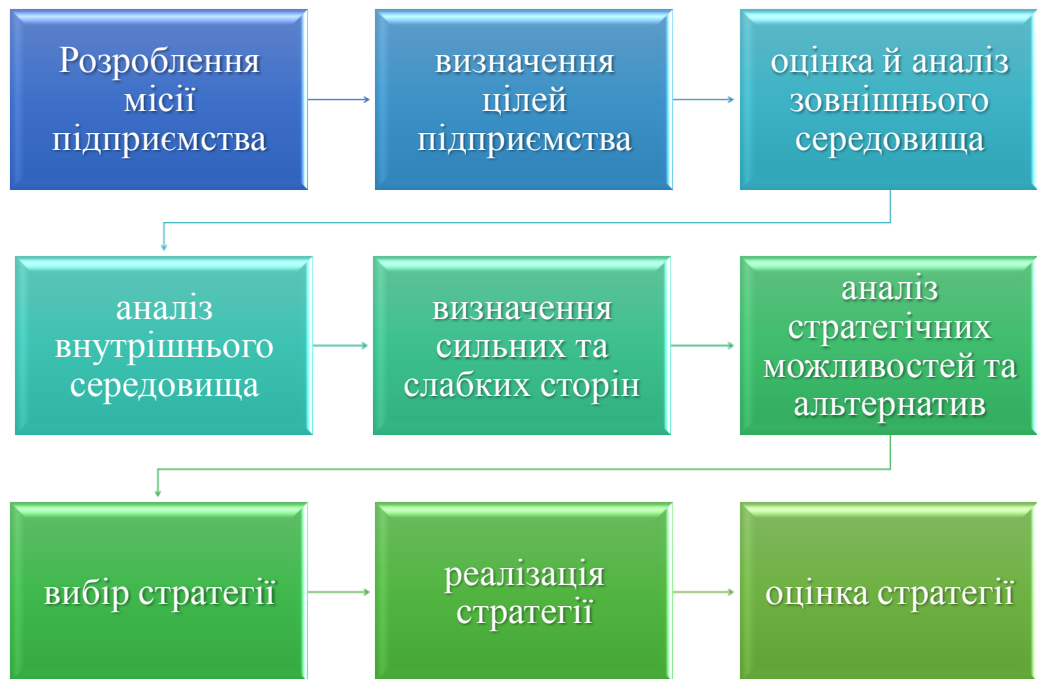 Розроблення
місії
підприємства
визначення
цілей
підприємства
оцінка й аналіз
зовнішнього
середовища
аналіз
внутрішнього
середовища
визначення
сильних та
слабких сторін
аналіз
стратегічних
можливостей та
альтернатив
вибір стратегії
реалізація
стратегії
оцінка стратегії